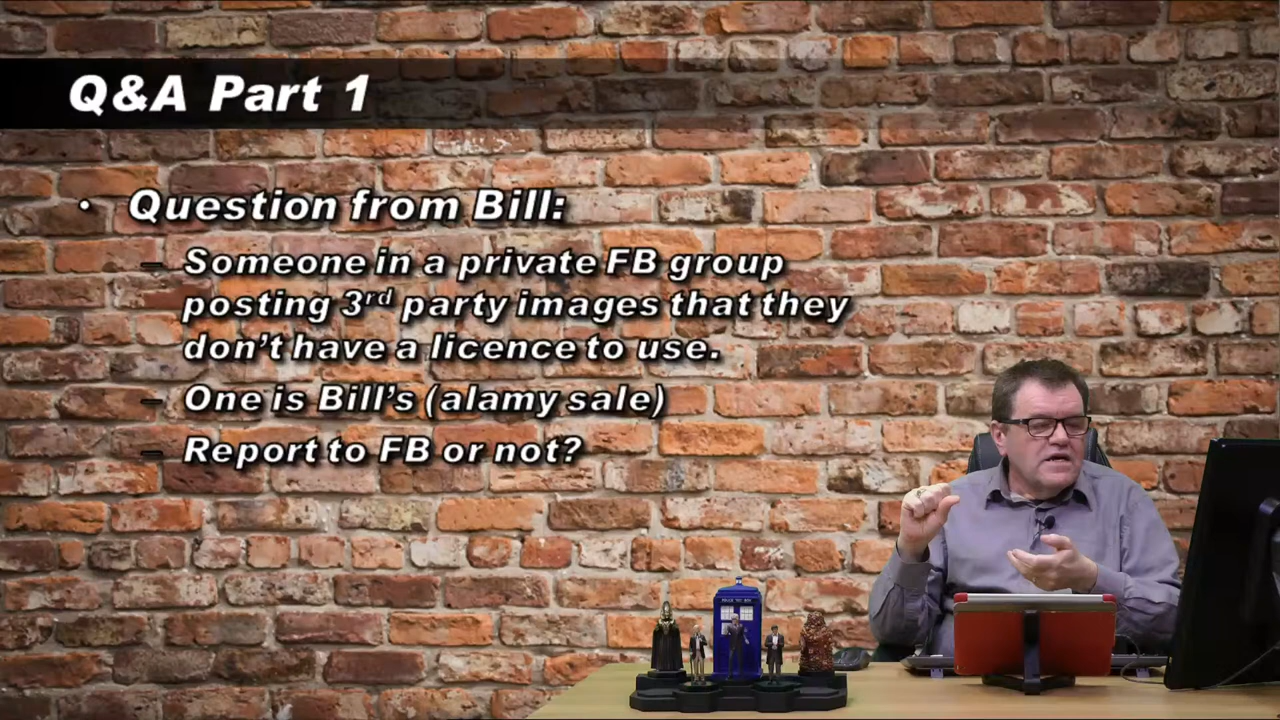 Q&A Part 1
• Question from Bill:
– Someone in a private FB group
posting 3rd party images that they
don't have a licence to use.
– One is Bill's (alamy sale)
– Report to FB or not?